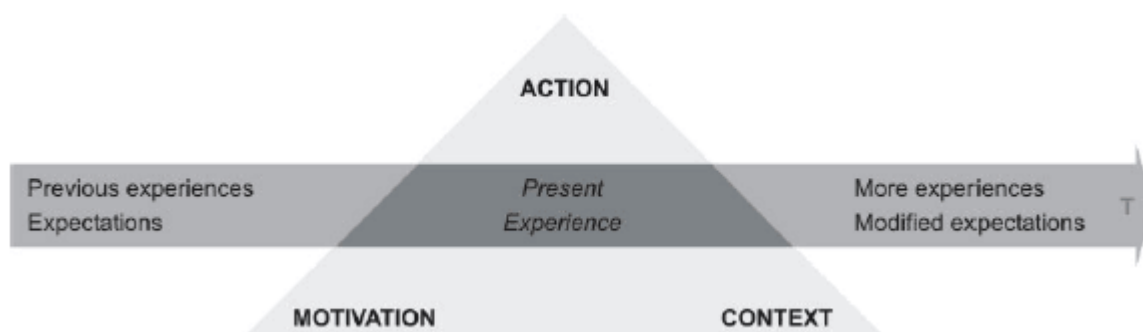 ACTION
Previous experiences
Expectations
Present
Experience
More experiences
Modified expectations
T
MOTIVATION
CONTEXT